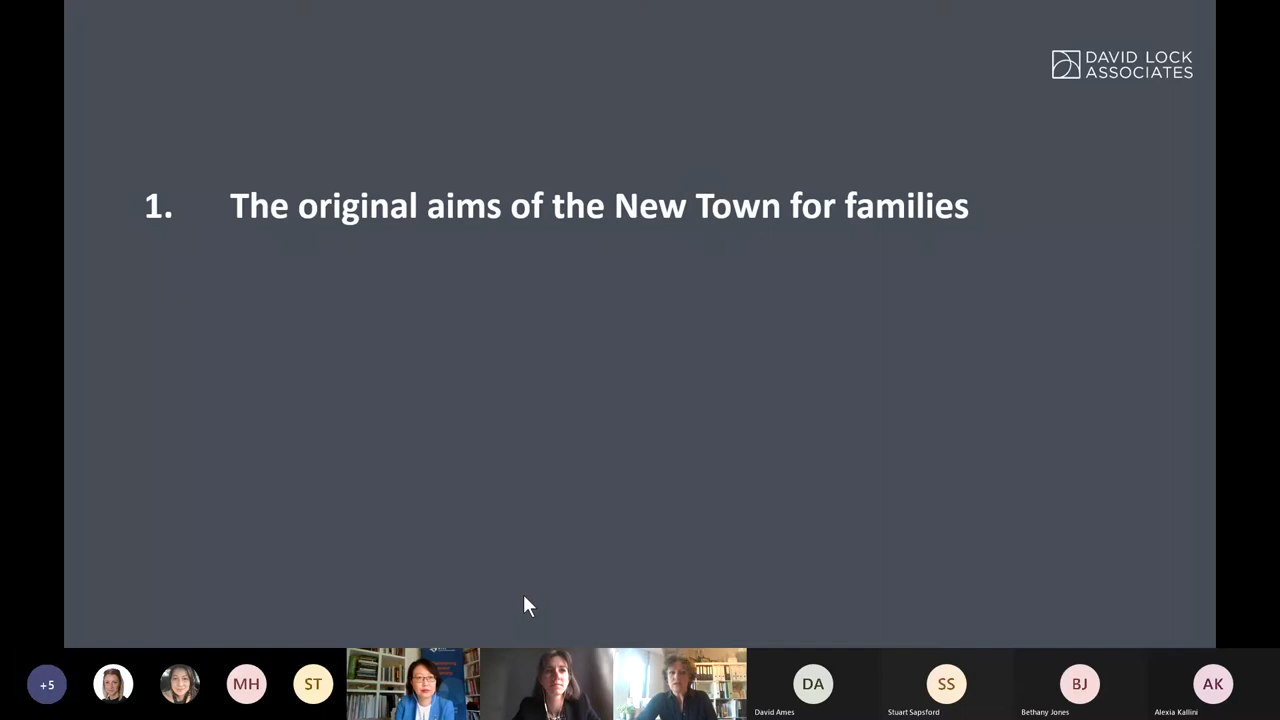 DAVID LOCK
ASSOCIATES
1. The original aims of the New Town for families
+5
MH
ST
DA
David Ames
SS
Stuart Sapsford
BJ
Bethany Jones
AK
Alexia Kallini